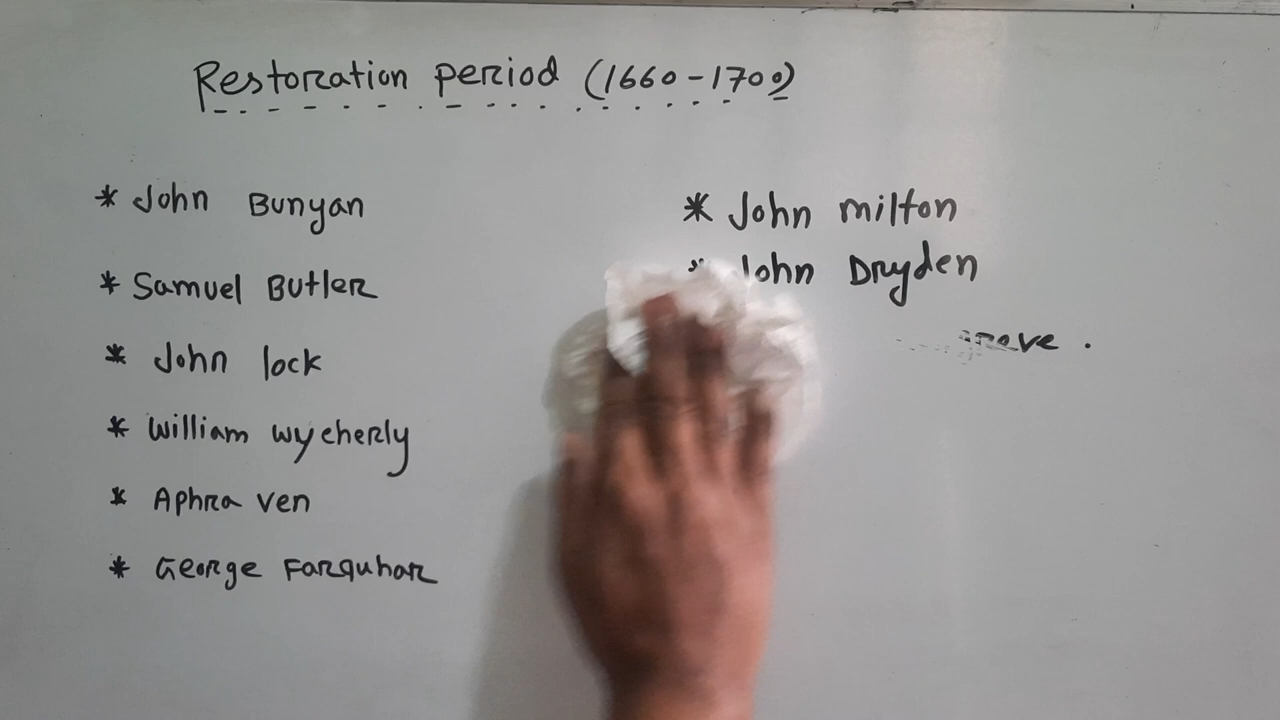 Restoration period (1660-1700)
* John Bunyan
* Samuel Butler
* John lock
* William wycherly
* Aphra ven
* George Farquhar
* John milton
* John Dryden